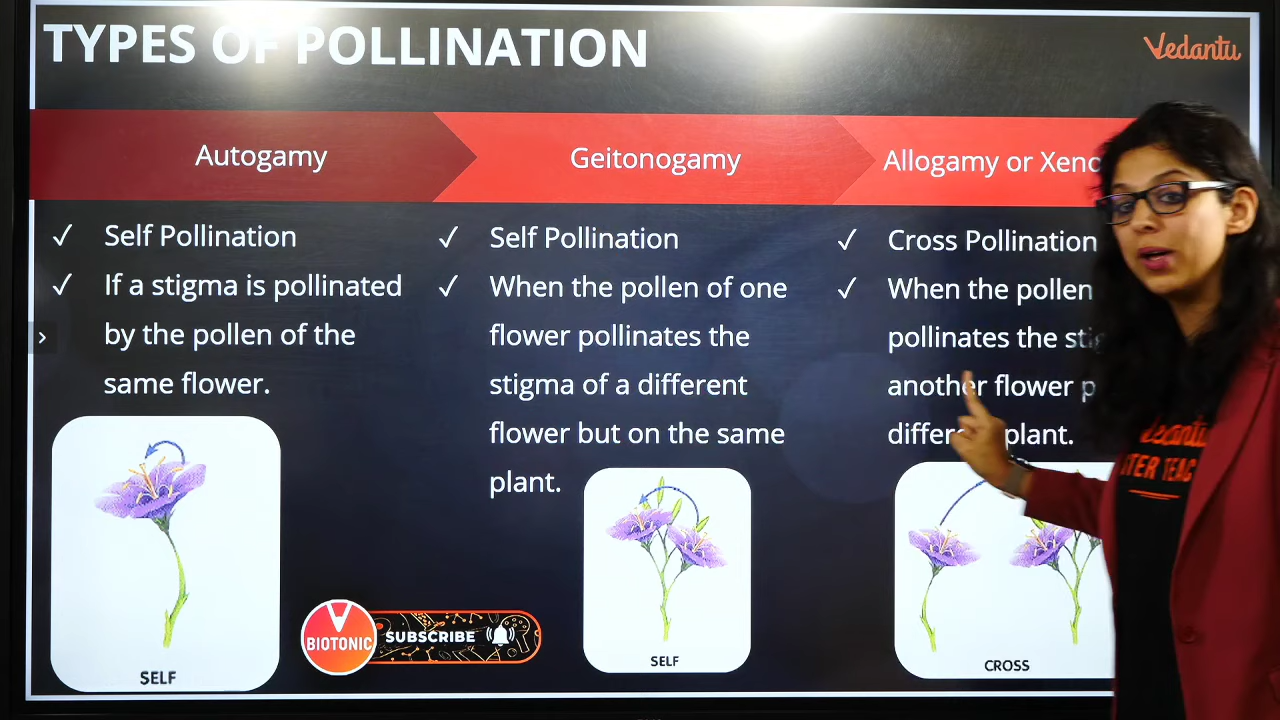 TYPES OF POLLINATION
Vedantu
Autogamy
Geitonogamy
Allogamy or Xeno
✓ Self Pollination
✓ If a stigma is pollinated
by the pollen of the
same flower.
SELF
✓ Self Pollination
✓ When the pollen of one
flower pollinates the
stigma of a different
flower but on the same
plant.
SELF
✓ Cross Pollination
✓ When the pollen
pollinates the
another flower
plant.
CROSS
BIOTONIC
SUBSCRIBE
Vedantu